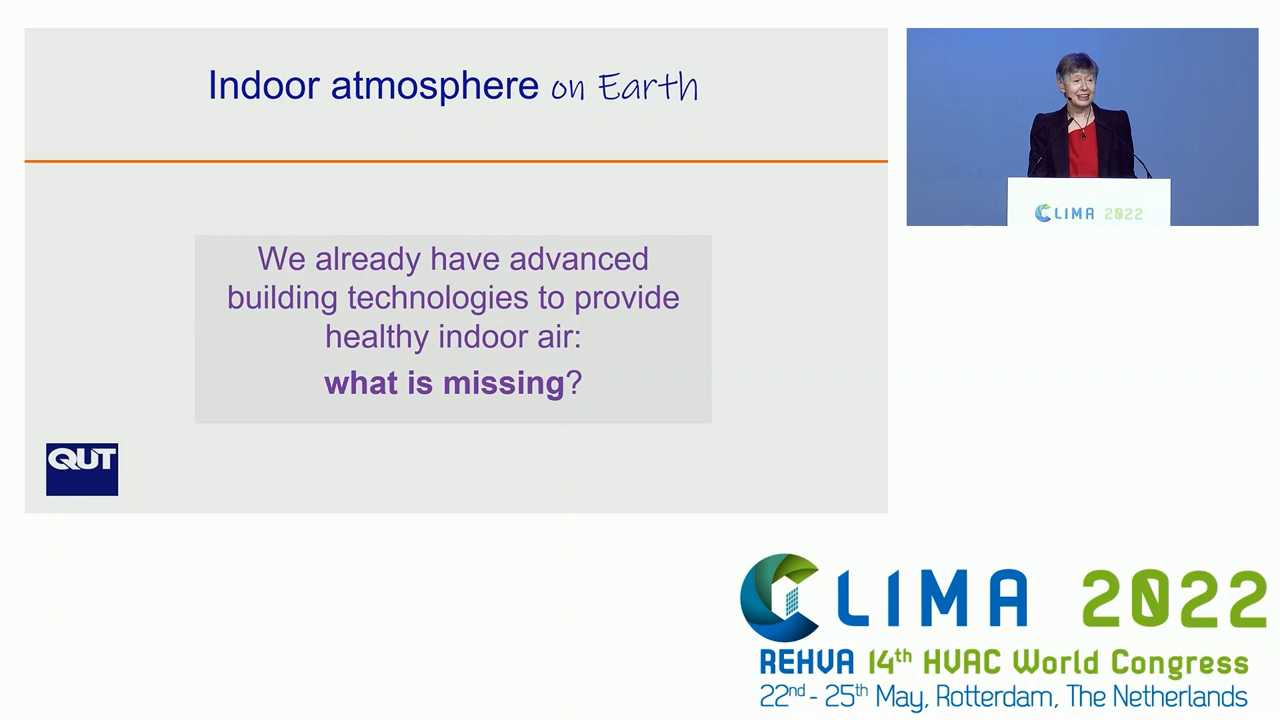 Indoor atmosphere on Earth
We already have advanced
building technologies to provide
healthy indoor air:
what is missing?
QUT
CLIMA 2022
CLIMA 2022
REHVA 14th HVAC World Congress
22nd - 25th May, Rotterdam, The Netherlands